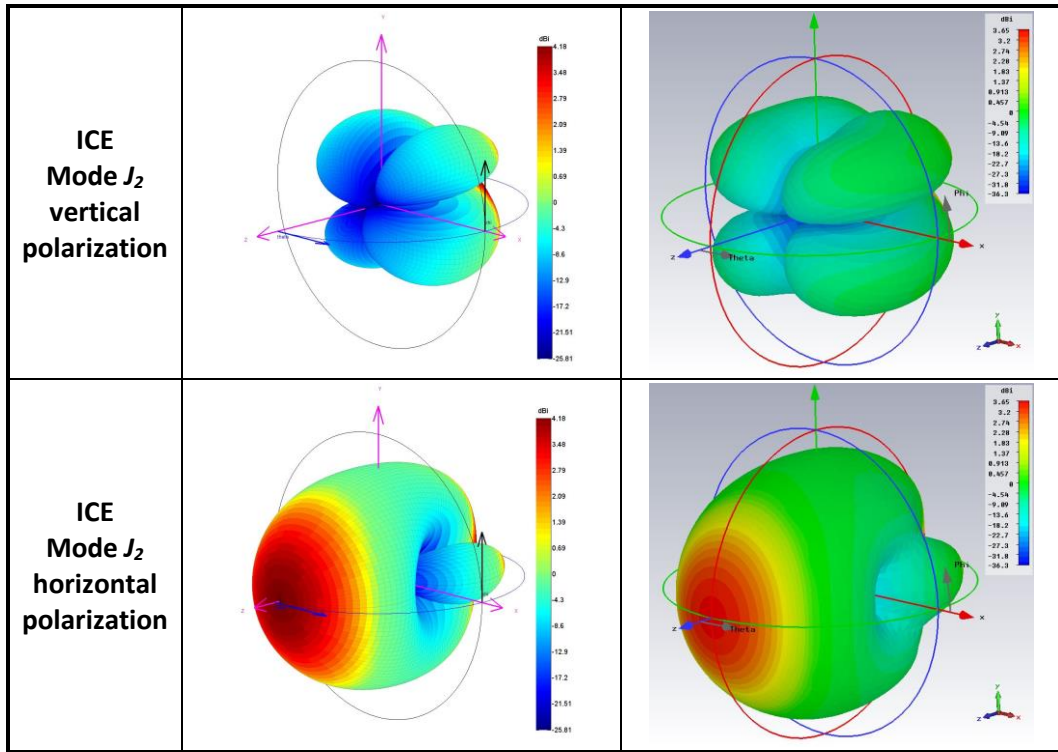 ICE
Mode J2
vertical
polarization
Y
Z
X
dBi
4.18
3.48
2.79
2.09
1.39
0.69
0
-4.3
-8.6
-12.9
-17.2
-21.51
-25.81
dBi
3.65
3.2
2.74
2.28
1.83
1.37
0.913
0.457
0
-4.54
-9.09
-13.6
-18.2
-22.7
-27.3
-31.8
-36.3
Phi
x
z
Theta
y
z
x
ICE
Mode J2
horizontal
polarization
Y
Z
X
dBi
4.18
3.48
2.79
2.09
1.39
0.69
0
-4.3
-8.6
-12.9
-17.2
-21.51
-25.81
dBi
3.65
3.2
2.74
2.28
1.83
1.37
0.913
0.457
0
-4.54
-9.09
-13.6
-18.2
-22.7
-27.3
-31.8
-36.3
Phi
x
z
Theta
y
z
x